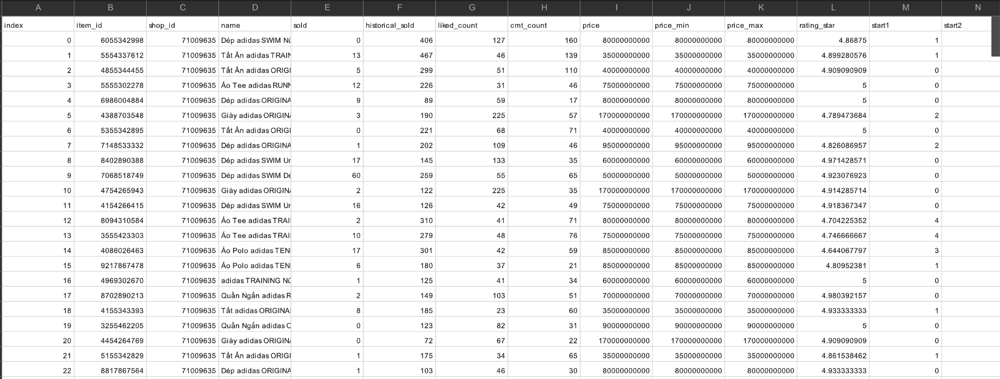 A B C D E F G H I J K L M N
index item_id shop_id name sold historical_sold liked_count cmt_count price price_min price_max rating_star start1 start2
0 6055342998 71009635 Dép adidas SWIM Nữ 0 406 127 160 80000000000 80000000000 80000000000 4.86875 1
1 5554337612 71009635 Tất Ẩn adidas TRAIN 13 467 46 139 35000000000 35000000000 35000000000 4.899280576 1
2 4855344455 71009635 Tất Ẩn adidas ORIGI 5 299 51 110 40000000000 40000000000 40000000000 4.909090909 0
3 5555302278 71009635 Áo Tee adidas RUNN 12 226 31 46 75000000000 75000000000 75000000000 5 0
4 6986004884 71009635 Dép adidas ORIGINA 9 89 59 17 80000000000 80000000000 80000000000 5 0
5 4388703548 71009635 Giày adidas ORIGINA 3 190 225 57 170000000000 170000000000 170000000000 4.789473684 2
6 5355342895 71009635 Tất Ẩn adidas ORIGI 0 221 68 71 40000000000 40000000000 40000000000 5 0
7 7148533332 71009635 Dép adidas ORIGINA 1 202 109 46 95000000000 95000000000 95000000000 4.826086957 2
8 8402890388 71009635 Dép adidas SWIM Un 17 145 133 35 60000000000 60000000000 60000000000 4.971428571 0
9 7068518749 71009635 Dép adidas SWIM Dé 60 259 55 65 50000000000 50000000000 50000000000 4.923076923 0
10 4754265943 71009635 Giày adidas ORIGINA 2 122 225 35 170000000000 170000000000 170000000000 4.914285714 0
11 4154266415 71009635 Dép adidas SWIM Un 16 126 42 49 75000000000 75000000000 75000000000 4.918367347 0
12 8094310584 71009635 Áo Tee adidas TRAI 2 310 41 71 80000000000 80000000000 80000000000 4.704225352 4
13 3555423303 71009635 Áo Tee adidas TRAI 10 279 48 76 75000000000 75000000000 75000000000 4.746666667 4
14 4086026463 71009635 Áo Polo adidas TEN 17 301 42 59 85000000000 85000000000 85000000000 4.644067797 3
15 9217867478 71009635 Áo Polo adidas TEN 6 180 37 21 85000000000 85000000000 85000000000 4.80952381 1
16 4969302670 71009635 adidas TRAINING Nữ 1 125 41 34 60000000000 60000000000 60000000000 5 0
17 8702890213 71009635 Quần Ngắn adidas R 2 149 103 51 70000000000 70000000000 70000000000 4.980392157 0
18 4155343393 71009635 Tất adidas ORIGINA 8 185 23 60 35000000000 35000000000 35000000000 4.933333333 1
19 3255462205 71009635 Quần Ngắn adidas O 0 123 82 31 90000000000 90000000000 90000000000 5 0
20 4454264769 71009635 Giày adidas ORIGINA 0 72 67 22 170000000000 170000000000 170000000000 4.909090909 0
21 5155342829 71009635 Tất Ẩn adidas ORIGI 1 175 34 65 35000000000 35000000000 35000000000 4.861538462 1
22 8817867564 71009635 Dép adidas ORIGINA 1 103 46 30 80000000000 80000000000 80000000000 4.933333333 0